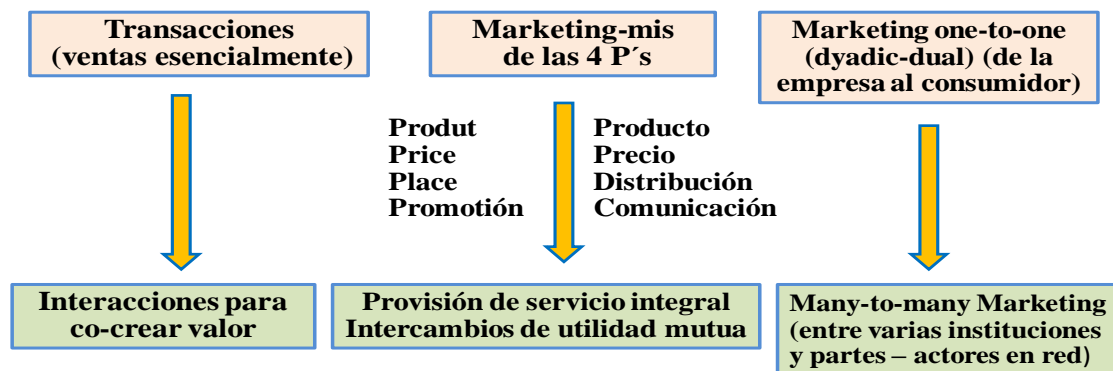 Transacciones
(ventas esencialmente)
Marketing-mis
de las 4 P´s
Marketing one-to-one
(dyadic-dual) (de la
empresa al consumidor)
Produt
Price
Place
Promotión
Producto
Precio
Distribución
Comunicación
Interacciones para
co-crear valor
Provisión de servicio integral
Intercambios de utilidad mutua
Many-to-many Marketing
(entre varias instituciones
y partes – actores en red)